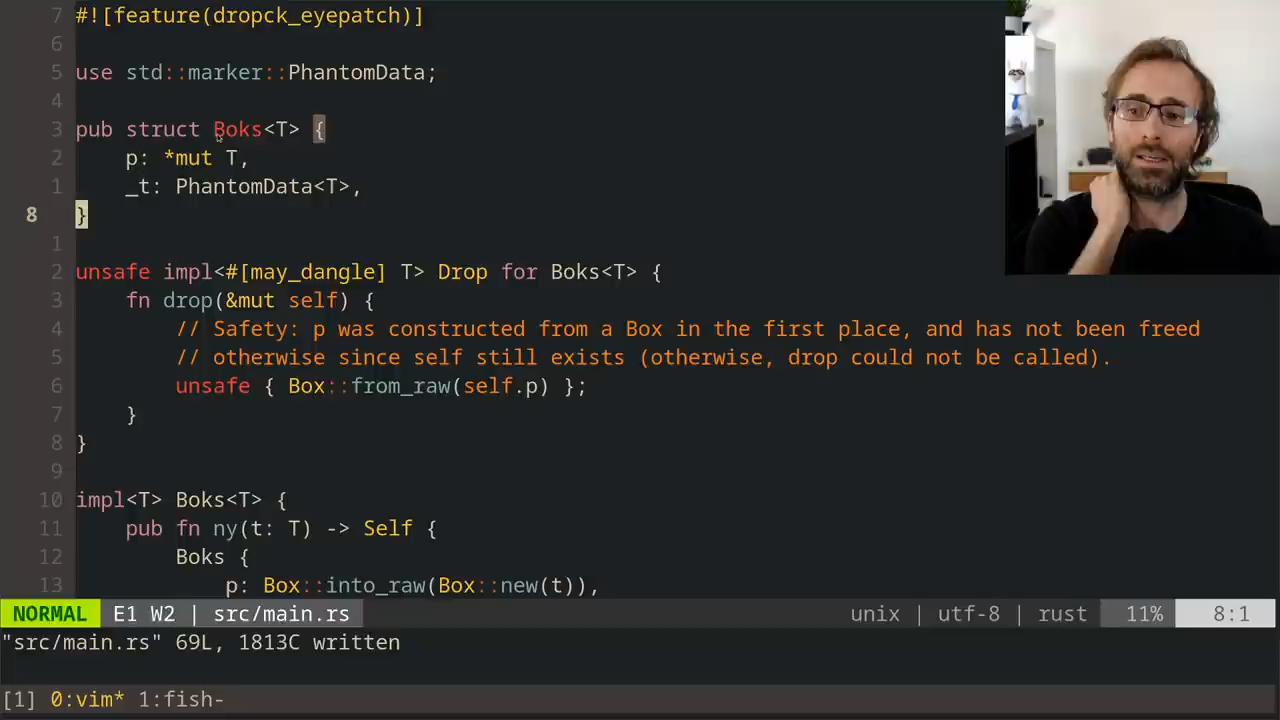 7 #![feature(dropck_eyepatch)]
6
5 use std::marker::PhantomData;
4
3 pub struct Boks<T> {
2     p: *mut T,
1     _t: PhantomData<T>,
8 }
1
2 unsafe impl<#[may_dangle] T> Drop for Boks<T> {
3     fn drop(&mut self) {
4         // Safety: p was constructed from a Box in the first place, and has not been freed
5         // otherwise since self still exists (otherwise, drop could not be called).
6         unsafe { Box::from_raw(self.p) };
7     }
8 }
9
10 impl<T> Boks<T> {
11     pub fn ny(t: T) -> Self {
12         Boks {
13             p: Box::into_raw(Box::new(t)),
NORMAL E1 W2 | src/main.rs unix | utf-8 | rust 11% 8:1
"src/main.rs" 69L, 1813C written
[1] 0:vim* 1:fish-